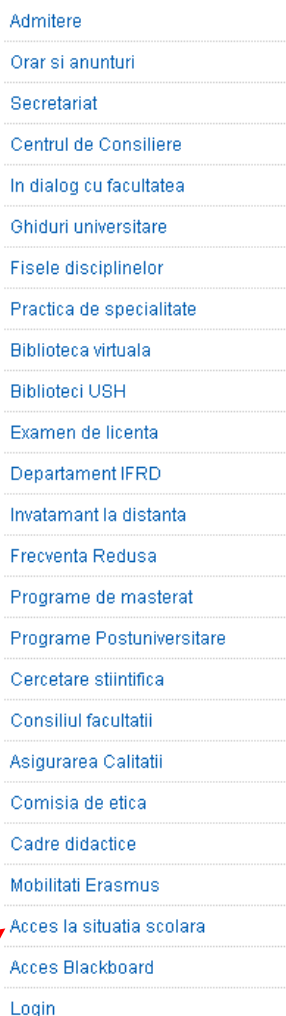 Admitere
Orar si anunturi
Secretariat
Centrul de Consiliere
In dialog cu facultatea
Ghiduri universitare
Fisele disciplinelor
Practica de specialitate
Biblioteca virtuala
Biblioteci USH
Examen de licenta
Departament IFRD
Invatamant la distanta
Frecventa Redusa
Programe de masterat
Programe Postuniversitare
Cercetare stiintifica
Consiliul facultatii
Asigurarea Calitatii
Comisia de etica
Cadre didactice
Mobilitati Erasmus
Acces la situatia scolara
Acces Blackboard
Login